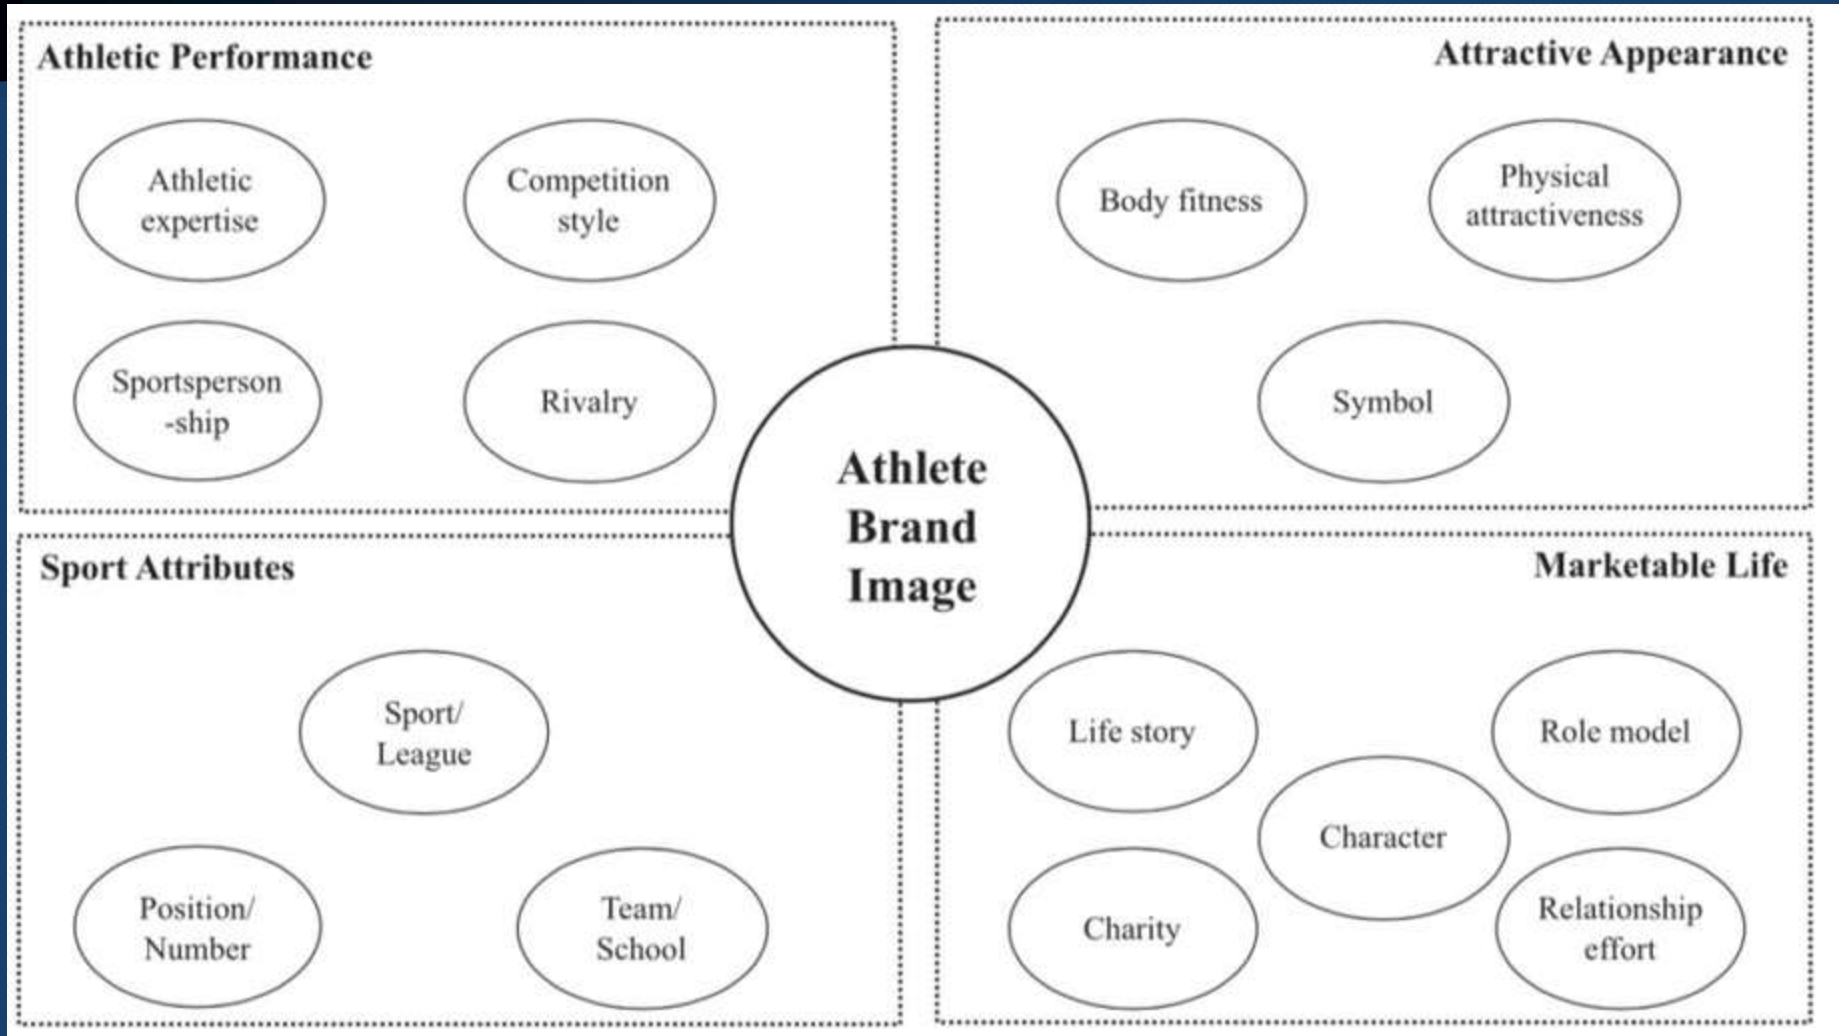 Athletic Performance
Athletic
expertise
Competition
style
Sportsperson
-ship
Rivalry
Attractive Appearance
Body fitness
Physical
attractiveness
Symbol
Athlete
Brand
Image
Sport Attributes
Sport/
League
Position/
Number
Team/
School
Marketable Life
Life story
Role model
Character
Charity
Relationship
effort